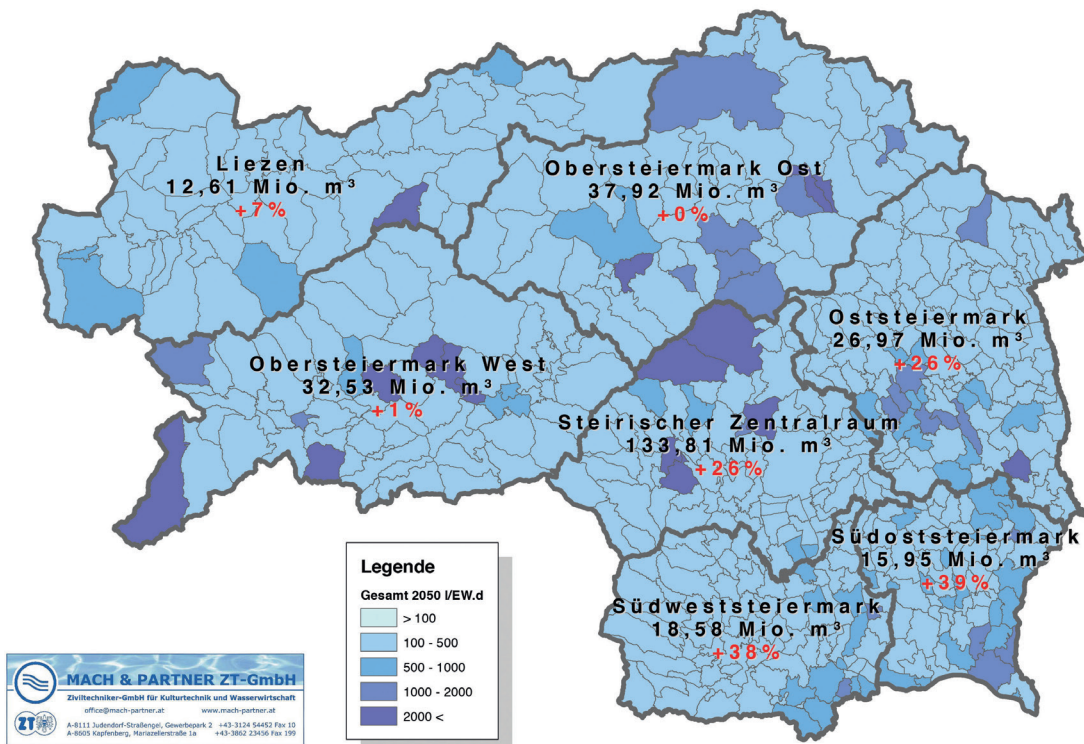 Liezen
12,61 Mio. m³
+7%
Obersteiermark Ost
37,92 Mio. m³
+0%
Oststeiermark
26,97 Mio. m³
+26%
Obersteiermark West
32,53 Mio. m³
+1%
Steirischer Zentralraum
133,81 Mio. m³
+26%
Südoststeiermark
15,95 Mio. m³
+39%
Südweststeiermark
18,58 Mio. m³
+38%
Legende
Gesamt 2050 l/EW.d
> 100
100 - 500
500 - 1000
1000 - 2000
2000 <
MACH & PARTNER ZT-GmbH
Ziviltechniker-GmbH für Kulturtechnik und Wasserwirtschaft
office@mach-partner.at www.mach-partner.at
ZT
A-8111 Judendorf-Straßengel, Gewerbepark 2 +43-3124 54452 Fax 10
A-8605 Kapfenberg, Mariazellerstraße 1a +43-3862 23456 Fax 199